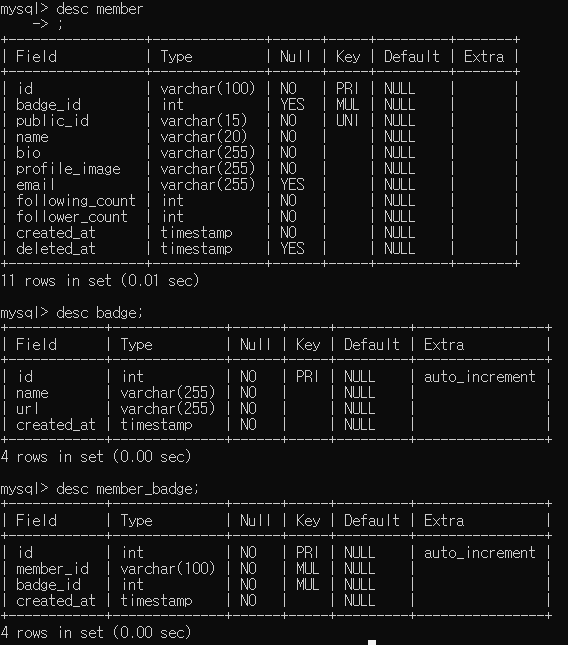 mysql> desc member
    -> ;
+-----------------+--------------+------+-----+---------+-------+
| Field           | Type         | Null | Key | Default | Extra |
+-----------------+--------------+------+-----+---------+-------+
| id              | varchar(100) | NO   | PRI | NULL    |       |
| badge_id        | int          | YES  | MUL | NULL    |       |
| public_id       | varchar(15)  | NO   | UNI | NULL    |       |
| name            | varchar(20)  | NO   |     | NULL    |       |
| bio             | varchar(255) | NO   |     | NULL    |       |
| profile_image   | varchar(255) | NO   |     | NULL    |       |
| email           | varchar(255) | YES  |     | NULL    |       |
| following_count | int          | NO   |     | NULL    |       |
| follower_count  | int          | NO   |     | NULL    |       |
| created_at      | timestamp    | NO   |     | NULL    |       |
| deleted_at      | timestamp    | YES  |     | NULL    |       |
+-----------------+--------------+------+-----+---------+-------+
11 rows in set (0.01 sec)
mysql> desc badge;
+------------+--------------+------+-----+---------+----------------+
| Field      | Type         | Null | Key | Default | Extra          |
+------------+--------------+------+-----+---------+----------------+
| id         | int          | NO   | PRI | NULL    | auto_increment |
| name       | varchar(255) | NO   |     | NULL    |                |
| url        | varchar(255) | NO   |     | NULL    |                |
| created_at | timestamp    | NO   |     | NULL    |                |
+------------+--------------+------+-----+---------+----------------+
4 rows in set (0.00 sec)
mysql> desc member_badge;
+------------+--------------+------+-----+---------+----------------+
| Field      | Type         | Null | Key | Default | Extra          |
+------------+--------------+------+-----+---------+----------------+
| id         | int          | NO   | PRI | NULL    | auto_increment |
| member_id  | varchar(100) | NO   | MUL | NULL    |                |
| badge_id   | int          | NO   | MUL | NULL    |                |
| created_at | timestamp    | NO   |     | NULL    |                |
+------------+--------------+------+-----+---------+----------------+
4 rows in set (0.00 sec)